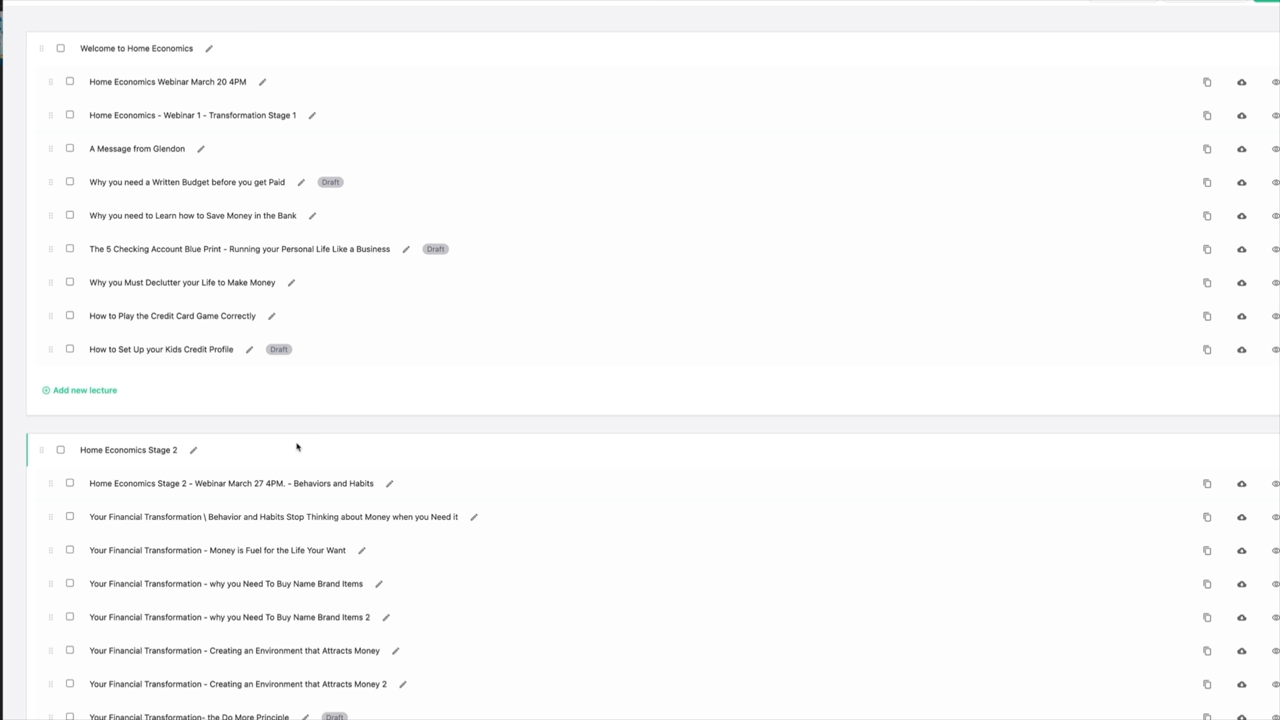 Welcome to Home Economics
Home Economics Webinar March 20 4PM
Home Economics - Webinar 1 - Transformation Stage 1
A Message from Glendon
Why you need a Written Budget before you get Paid Draft
Why you need to Learn how to Save Money in the Bank
The 5 Checking Account Blue Print - Running your Personal Life Like a Business Draft
Why you Must Declutter your Life to Make Money
How to Play the Credit Card Game Correctly
How to Set Up your Kids Credit Profile Draft
Add new lecture
Home Economics Stage 2
Home Economics Stage 2 - Webinar March 27 4PM. - Behaviors and Habits
Your Financial Transformation \ Behavior and Habits Stop Thinking about Money when you Need it
Your Financial Transformation - Money is Fuel for the Life Your Want
Your Financial Transformation - why you Need To Buy Name Brand Items
Your Financial Transformation - why you Need To Buy Name Brand Items 2
Your Financial Transformation - Creating an Environment that Attracts Money
Your Financial Transformation - Creating an Environment that Attracts Money 2
Your Financial Transformation- the Do More Principle Draft